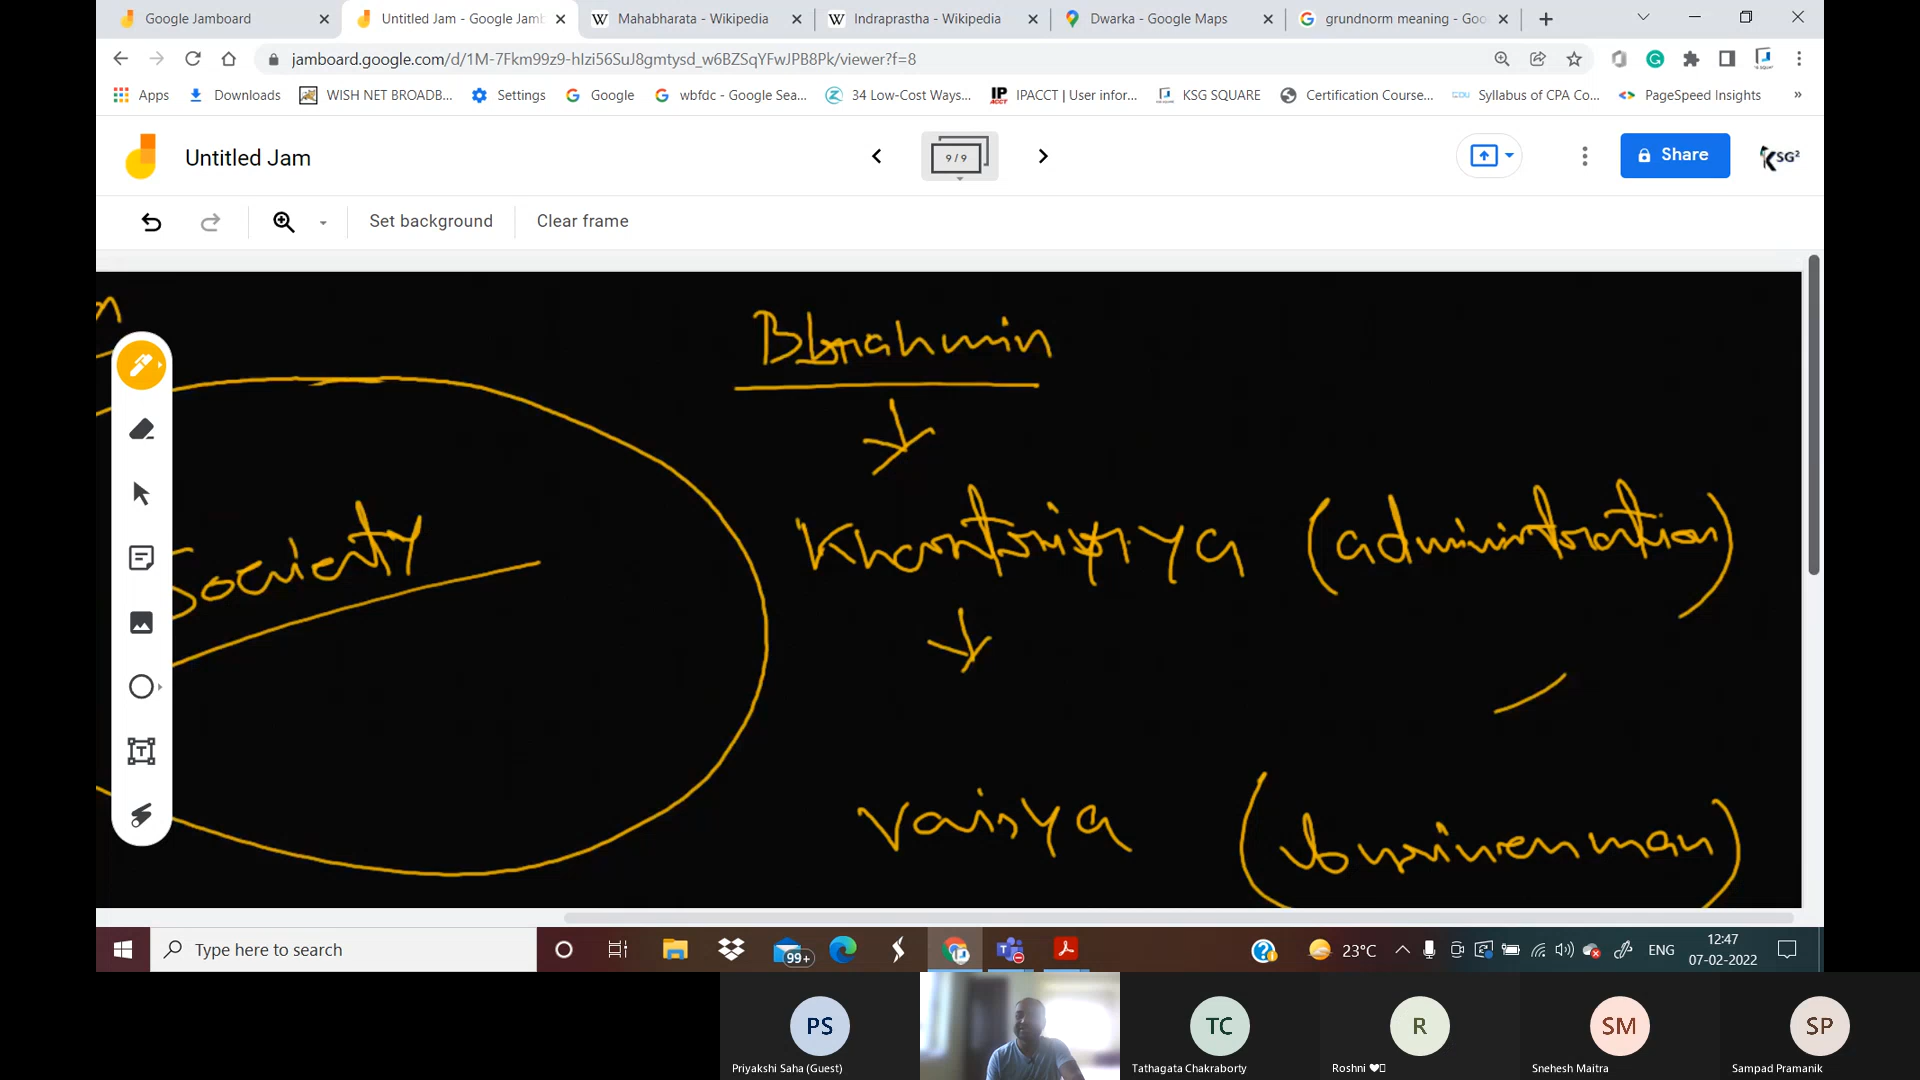 Google Jamboard
Untitled Jam - Google Jamb
Mahabharata - Wikipedia
Indraprastha - Wikipedia
Dwarka - Google Maps
grundnorm meaning - Goo
jamboard.google.com/d/1M-7Fkm99z9-hIzi56SuJ8gmtysd_w6BZSqYFwJPB8Pk/viewer?f=8
Apps
Downloads
WISH NET BROADB...
Settings
Google
wbfdc - Google Sea...
34 Low-Cost Ways...
IPACCT | User infor...
KSG SQUARE
Certification Course...
Syllabus of CPA Co...
PageSpeed Insights
»
Untitled Jam
9 / 9
Share
KSG²
Set background
Clear frame
Brahmin
Society
(administration)
Vaisya
(businessman)
Type here to search
99+
23°C
ENG
12:47
07-02-2022
PS
TC
R
SM
SP
Priyakshi Saha (Guest)
Tathagata Chakraborty
Roshni
Snehesh Maitra
Sampad Pramanik